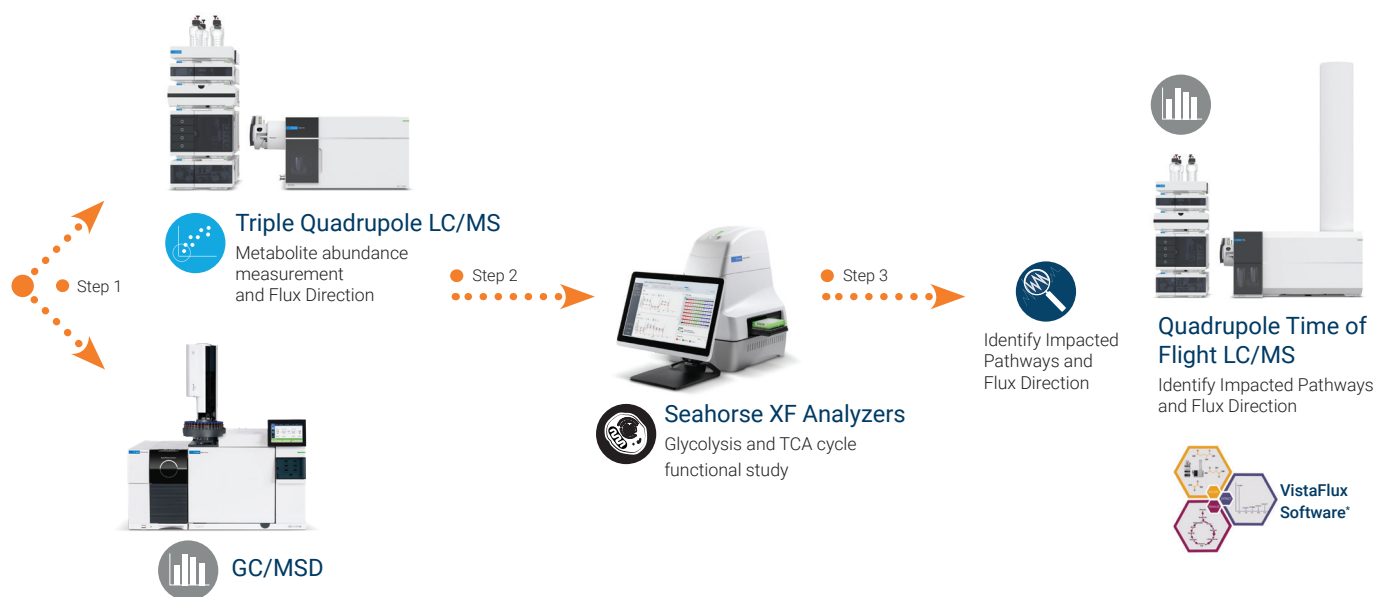 Step 1
Triple Quadrupole LC/MS
Metabolite abundance
measurement
and Flux Direction
GC/MSD
Step 2
Seahorse XF Analyzers
Glycolysis and TCA cycle
functional study
Step 3
Identify Impacted
Pathways and
Flux Direction
Quadrupole Time of
Flight LC/MS
Identify Impacted Pathways
and Flux Direction
VistaFlux
Software*